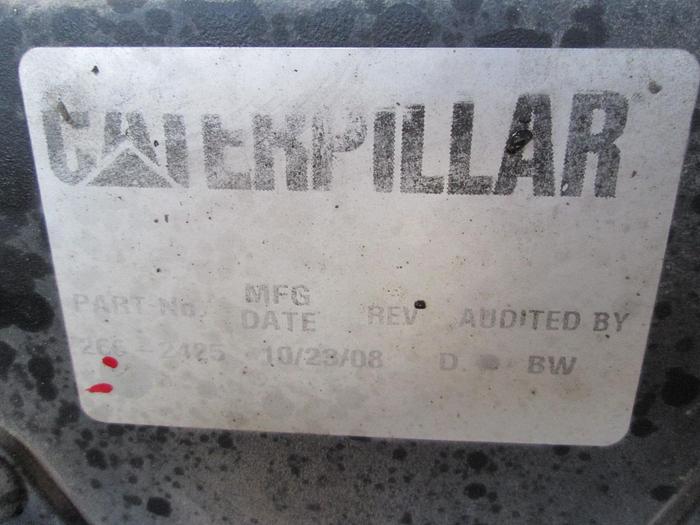 CATERPILLAR
PART No. MFG DATE REV AUDITED BY
10/23/08 D BW